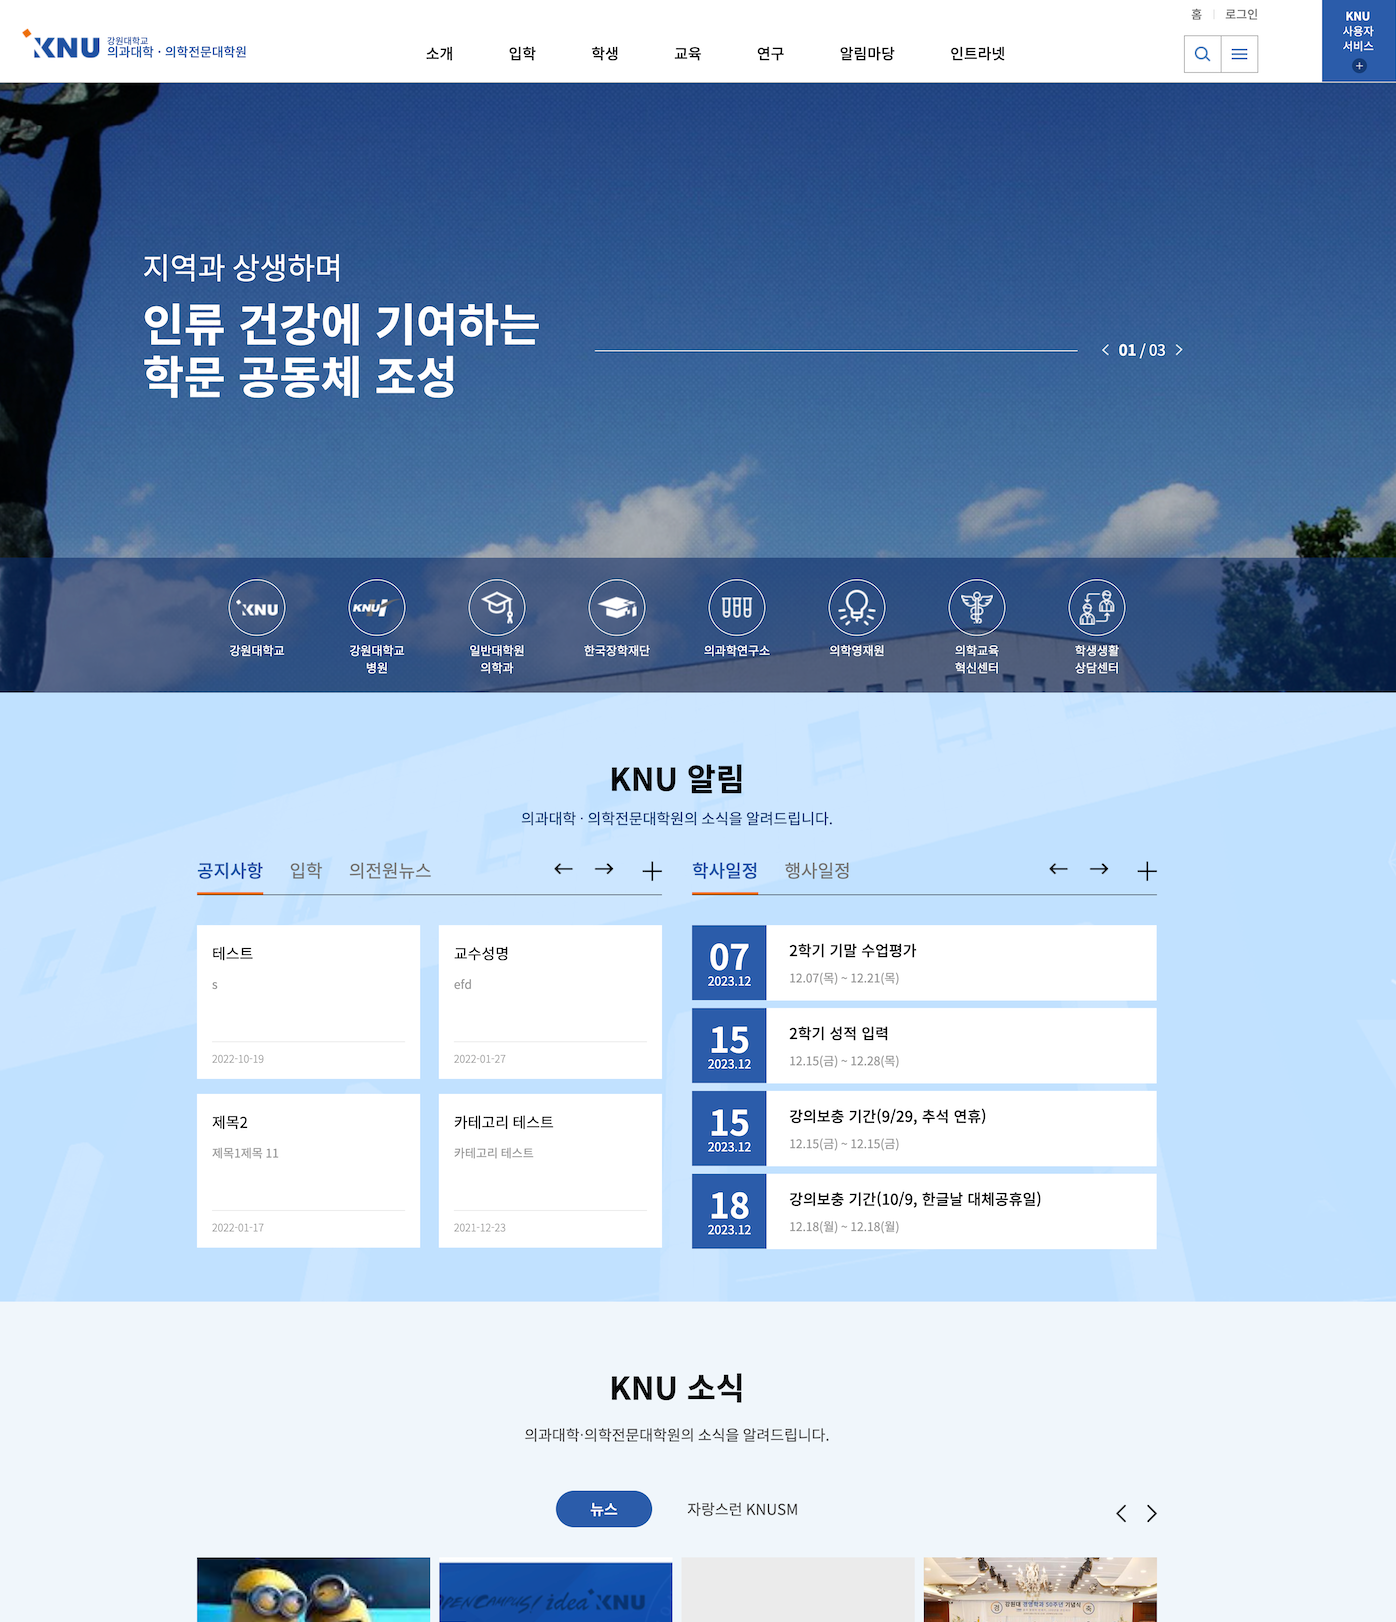 홈
로그인
KNU
사용자
서비스
KNU
강원대학교
의과대학 · 의학전문대학원
소개
입학
학생
교육
연구
알림마당
인트라넷
지역과 상생하며
인류 건강에 기여하는
학문 공동체 조성
01 / 03
KNU
강원대학교
KNU
강원대학교
병원
일반대학원
의학과
한국장학재단
의과학연구소
의학영재원
의학교육
혁신센터
학생생활
상담센터
KNU 알림
의과대학 · 의학전문대학원의 소식을 알려드립니다.
공지사항
입학
의전원뉴스
테스트
s
2022-10-19
교수성명
efd
2022-01-27
제목2
제목1제목 11
2022-01-17
카테고리 테스트
카테고리 테스트
2021-12-23
학사일정
행사일정
07
2023.12
2학기 기말 수업평가
12.07(목) ~ 12.21(목)
15
2023.12
2학기 성적 입력
12.15(금) ~ 12.28(목)
15
2023.12
강의보충 기간(9/29, 추석 연휴)
12.15(금) ~ 12.15(금)
18
2023.12
강의보충 기간(10/9, 한글날 대체공휴일)
12.18(월) ~ 12.18(월)
KNU 소식
의과대학·의학전문대학원의 소식을 알려드립니다.
뉴스
자랑스런 KNUSM
OPEN CAMPUS/ idea KNU
강원대 경영학과 50주년 기념식